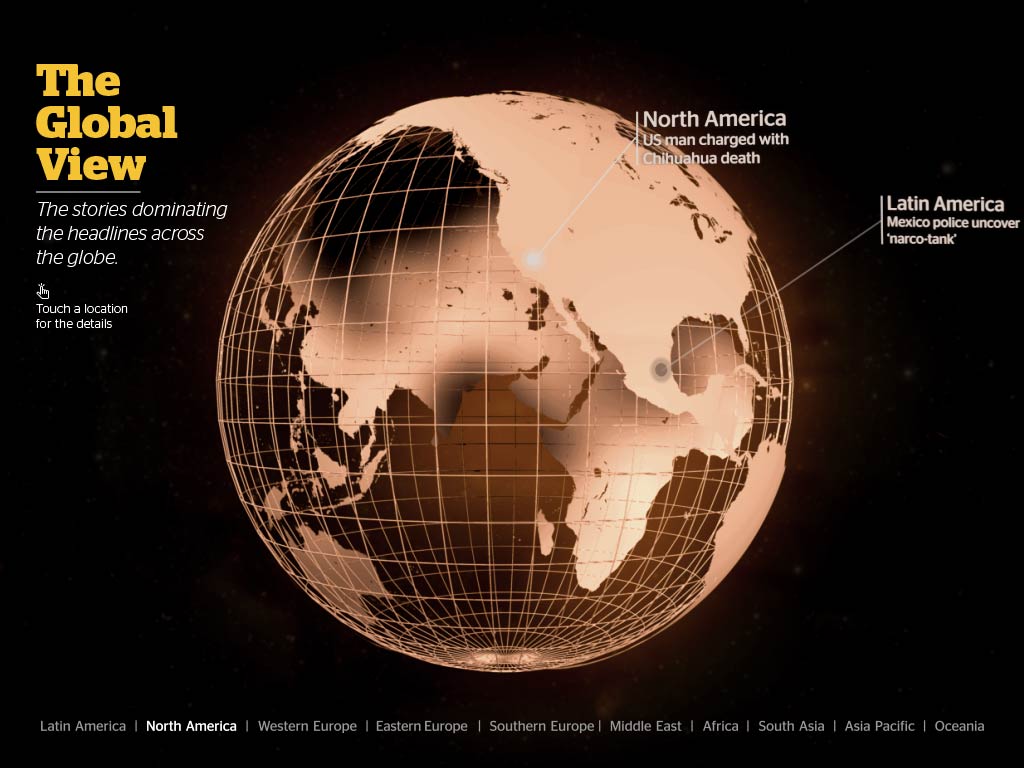 The
Global
View
The stories dominating
the headlines across
the globe.
Touch a location
for the details
North America
US man charged with
Chihuahua death
Latin America
Mexico police uncover
‘narco-tank’
Latin America | North America | Western Europe | Eastern Europe | Southern Europe | Middle East | Africa | South Asia | Asia Pacific | Oceania